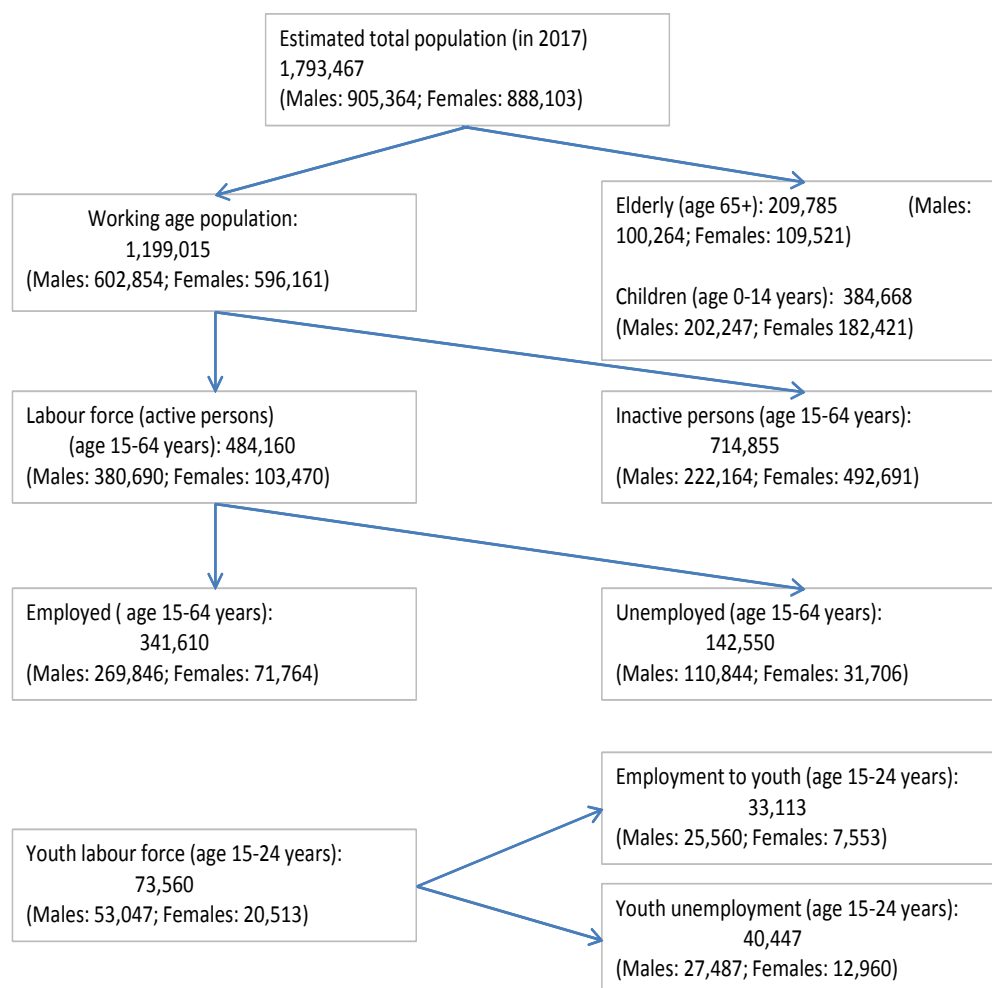 Estimated total population (in 2017)
1,793,467
(Males: 905,364; Females: 888,103)
Working age population:
1,199,015
(Males: 602,854; Females: 596,161)
Elderly (age 65+): 209,785 (Males:
100,264; Females: 109,521)
Children (age 0-14 years): 384,668
(Males: 202,247; Females 182,421)
Labour force (active persons)
(age 15-64 years): 484,160
(Males: 380,690; Females: 103,470)
Inactive persons (age 15-64 years):
714,855
(Males: 222,164; Females: 492,691)
Employed ( age 15-64 years):
341,610
(Males: 269,846; Females: 71,764)
Unemployed (age 15-64 years):
142,550
(Males: 110,844; Females: 31,706)
Youth labour force (age 15-24 years):
73,560
(Males: 53,047; Females: 20,513)
Employment to youth (age 15-24 years):
33,113
(Males: 25,560; Females: 7,553)
Youth unemployment (age 15-24 years):
40,447
(Males: 27,487; Females: 12,960)